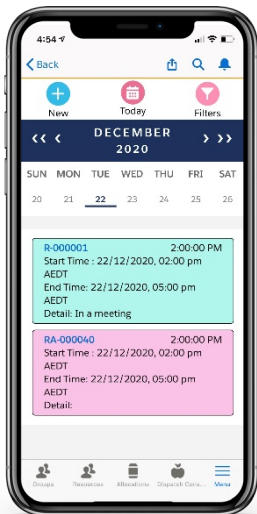 4:54
Back
New Today Filters
<< < DECEMBER 2020 > >>
SUN MON TUE WED THU FRI SAT
20 21 22 23 24 25 26
R-000001 2:00:00 PM
Start Time : 22/12/2020, 02:00 pm
AEDT
End Time: 22/12/2020, 05:00 pm
AEDT
Detail: In a meeting
RA-000040 2:00:00 PM
Start Time : 22/12/2020, 02:00 pm
AEDT
End Time: 22/12/2020, 05:00 pm
AEDT
Detail:
Groups Resources Allocations Dispatch Cons... Menu